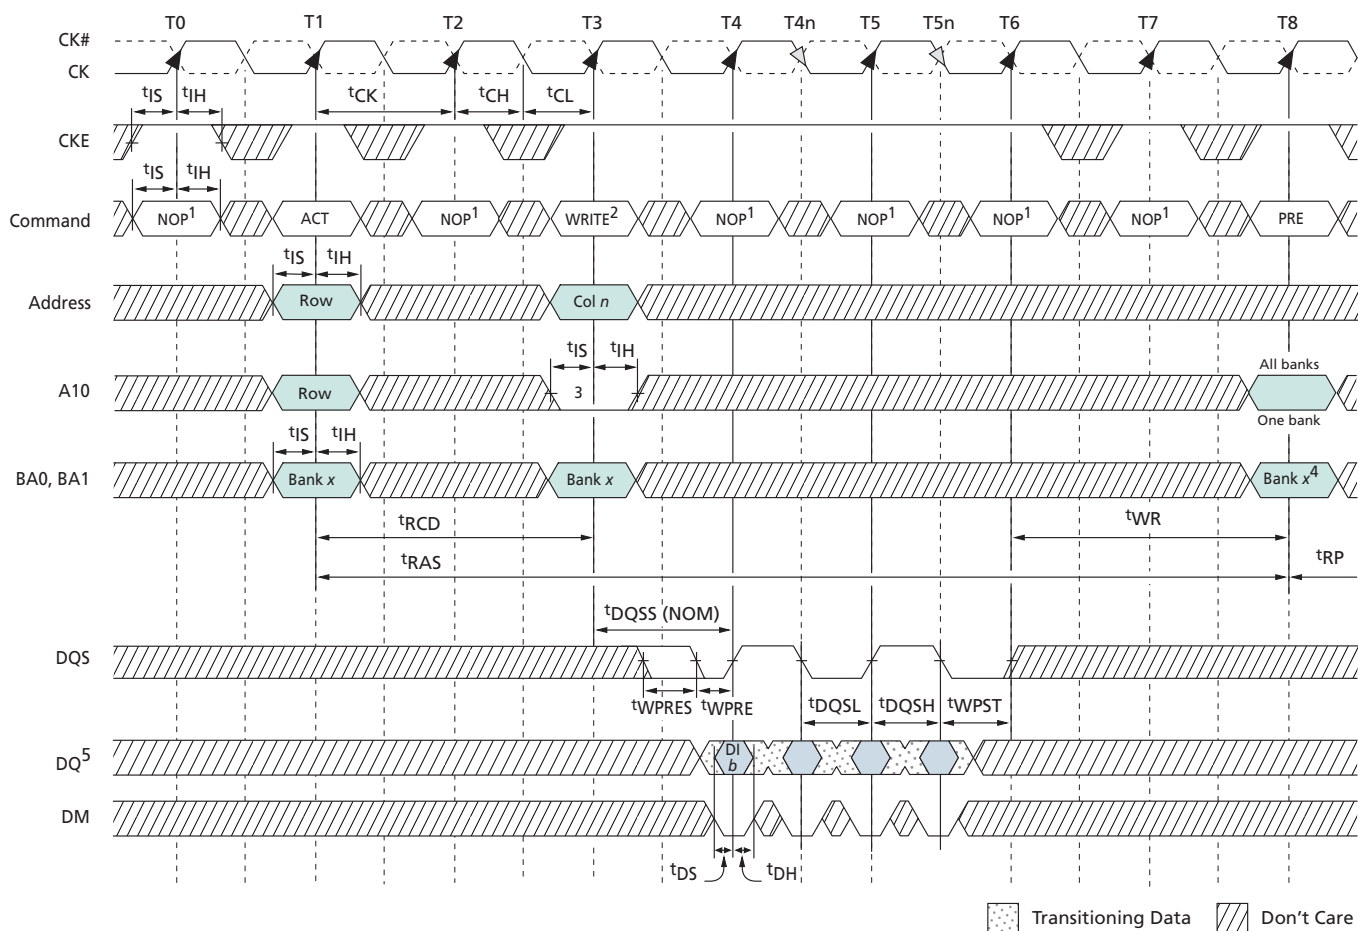 T0 T1 T2 T3 T4 T4n T5 T5n T6 T7 T8
CK#
CK
tIS tIH tCK tCH tCL
CKE
tIS tIH
Command NOP1 ACT NOP1 WRITE2 NOP1 NOP1 NOP1 NOP1 PRE
tIS tIH
Address Row Col n
tIS tIH All banks
A10 Row 3
One bank
tIS tIH
BA0, BA1 Bank x Bank x Bank x4
tRCD tWR
tRAS tRP
tDQSS (NOM)
DQS
tWPRES tWPRE tDQSL tDQSH tWPST
DQ5 DI
b
DM
tDS tDH
Transitioning Data Don't Care